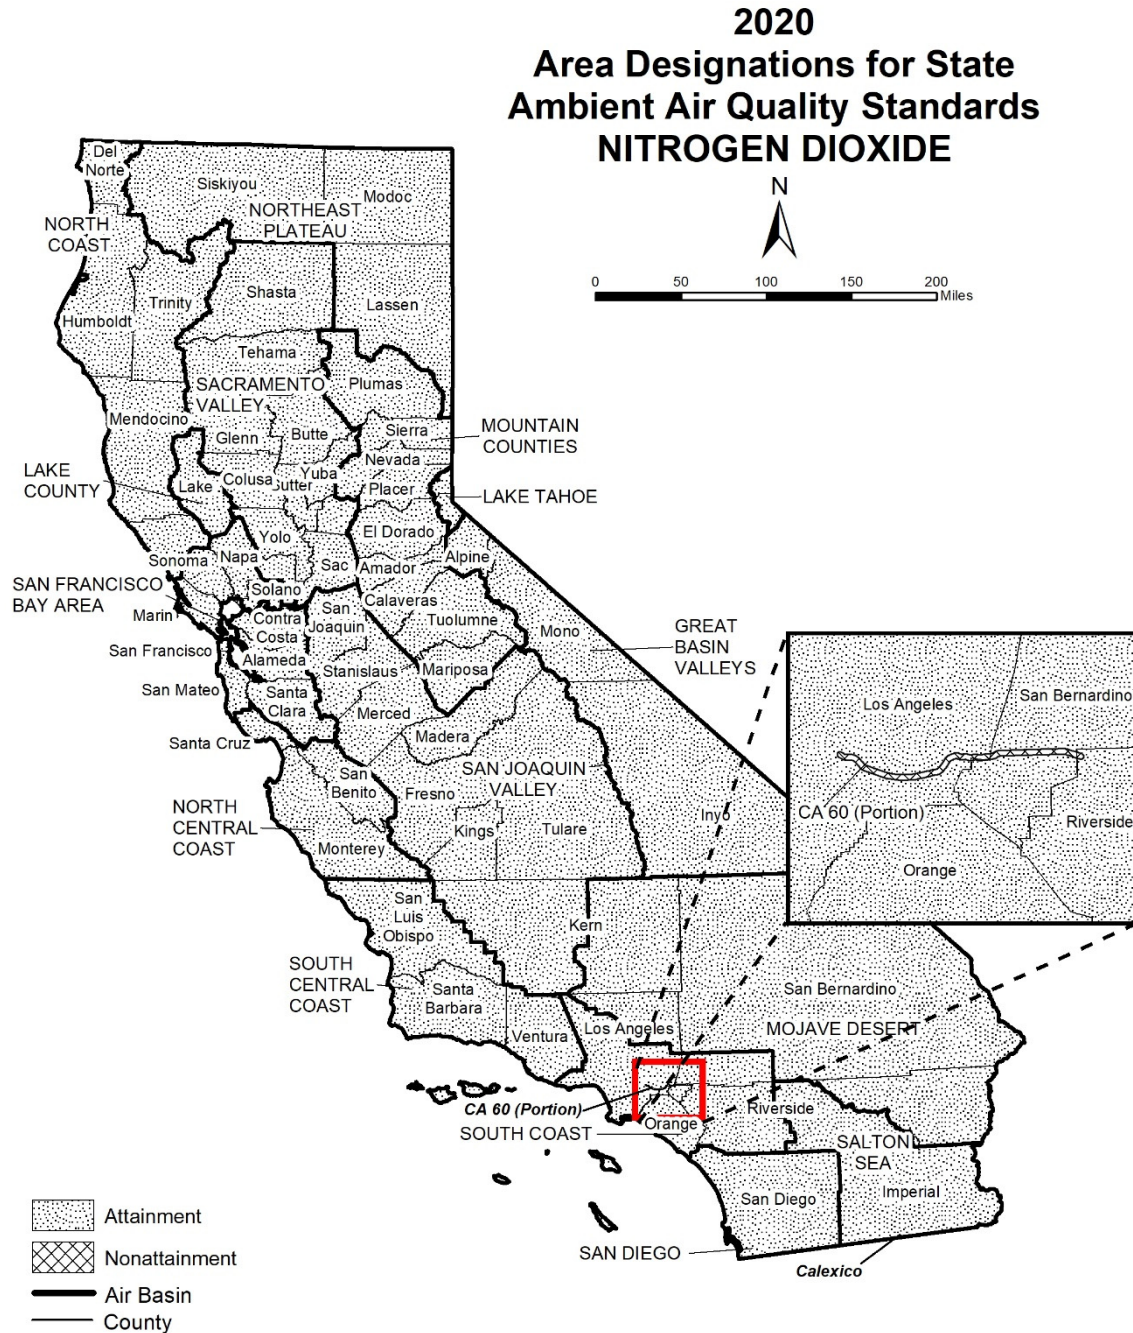 2020
Area Designations for State
Ambient Air Quality Standards
NITROGEN DIOXIDE
N
0 50 100 150 200
Miles
Del
Norte
Siskiyou
Modoc
NORTHEAST
PLATEAU
NORTH
COAST
Shasta
Trinity
Lassen
Humboldt
Tehama
Plumas
SACRAMENTO
VALLEY
Mendocino
Butte
Sierra
Glenn
MOUNTAIN
COUNTIES
Nevada
LAKE
COUNTY
Lake
Colusa
Yuba
Placer
LAKE TAHOE
El Dorado
Yolo
Sonoma
Napa
Sac
Amador
Alpine
SAN FRANCISCO
BAY AREA
Solano
Calaveras
Marin
Contra
Costa
San
Joaquin
Tuolumne
Mono
GREAT
BASIN
VALLEYS
San Francisco
Alameda
Stanislaus
Mariposa
San Mateo
Santa
Clara
Merced
Santa Cruz
Madera
San
Benito
SAN JOAQUIN
VALLEY
Fresno
NORTH
CENTRAL
COAST
Kings
Tulare
Inyo
Monterey
San
Luis
Obispo
Kern
SOUTH
CENTRAL
COAST
Santa
Barbara
San Bernardino
Ventura
Los Angeles
MOJAVE DESERT
CA 60 (Portion)
Riverside
Orange
SOUTH COAST
SALTON
SEA
San Diego
Imperial
SAN DIEGO
Calexico
Los Angeles
San Bernardino
CA 60 (Portion)
Riverside
Orange
Attainment
Nonattainment
Air Basin
County